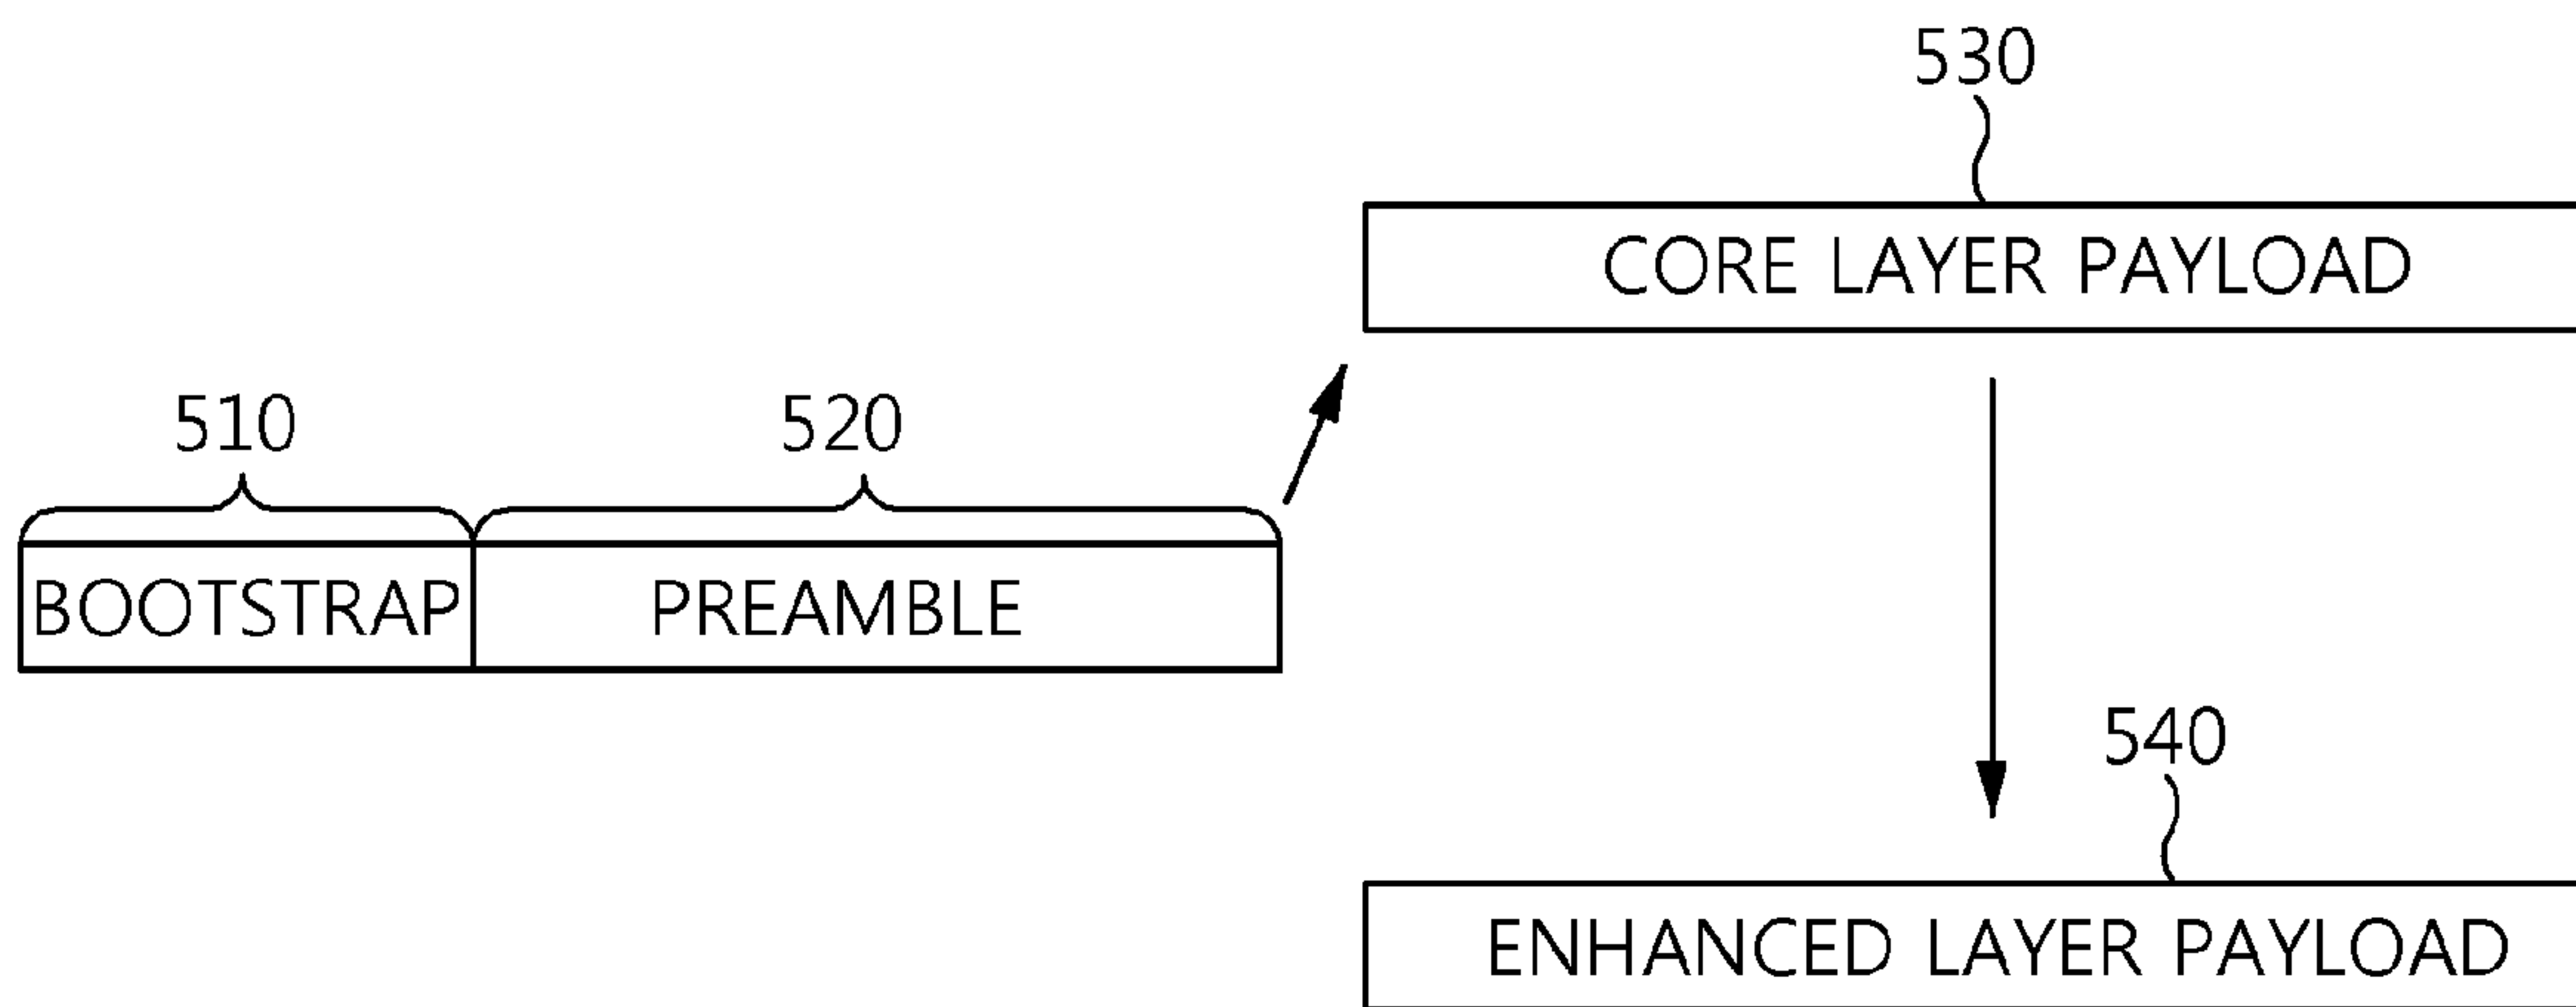 530
CORE LAYER PAYLOAD
510
520
BOOTSTRAP
PREAMBLE
540
ENHANCED LAYER PAYLOAD